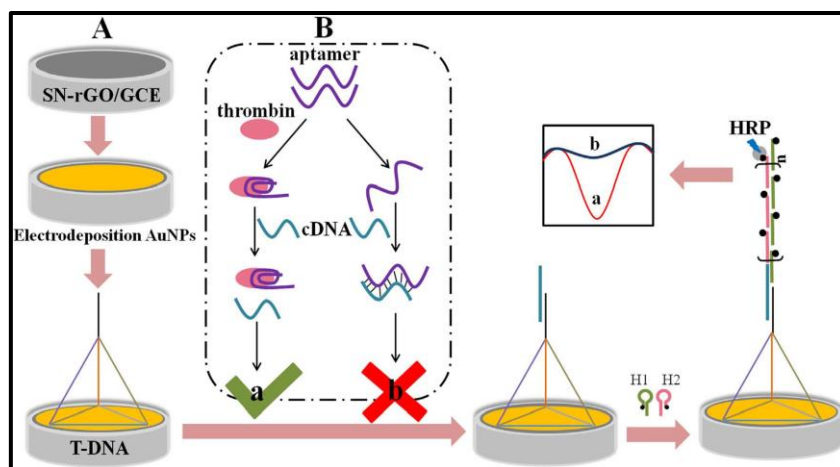 A
B
SN-rGO/GCE
Electrodeposition AuNPs
T-DNA
aptamer
thrombin
cDNA
a
b
b
a
HRP
n
H1 H2